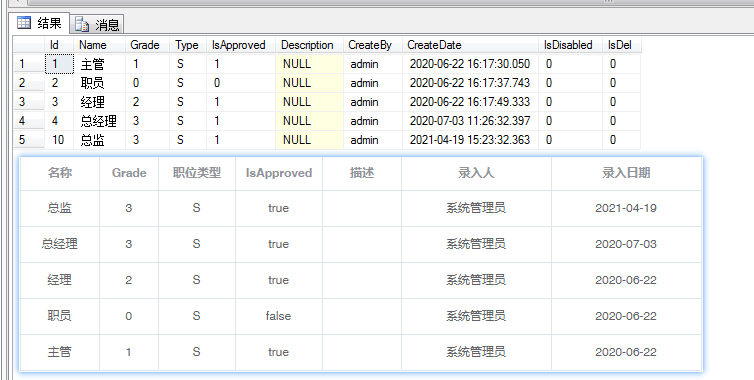 结果 消息
Id Name Grade Type IsApproved Description CreateBy CreateDate IsDisabled IsDel
1 1 主管 1 S 1 NULL admin 2020-06-22 16:17:30.050 0 0
2 2 职员 0 S 0 NULL admin 2020-06-22 16:17:37.743 0 0
3 3 经理 2 S 1 NULL admin 2020-06-22 16:17:49.333 0 0
4 4 总经理 3 S 1 NULL admin 2020-07-03 11:26:32.397 0 0
5 10 总监 3 S 1 NULL admin 2021-04-19 15:23:32.363 0 0
名称 Grade 职位类型 IsApproved 描述 录入人 录入日期
总监 3 S true 系统管理员 2021-04-19
总经理 3 S true 系统管理员 2020-07-03
经理 2 S true 系统管理员 2020-06-22
职员 0 S false 系统管理员 2020-06-22
主管 1 S true 系统管理员 2020-06-22